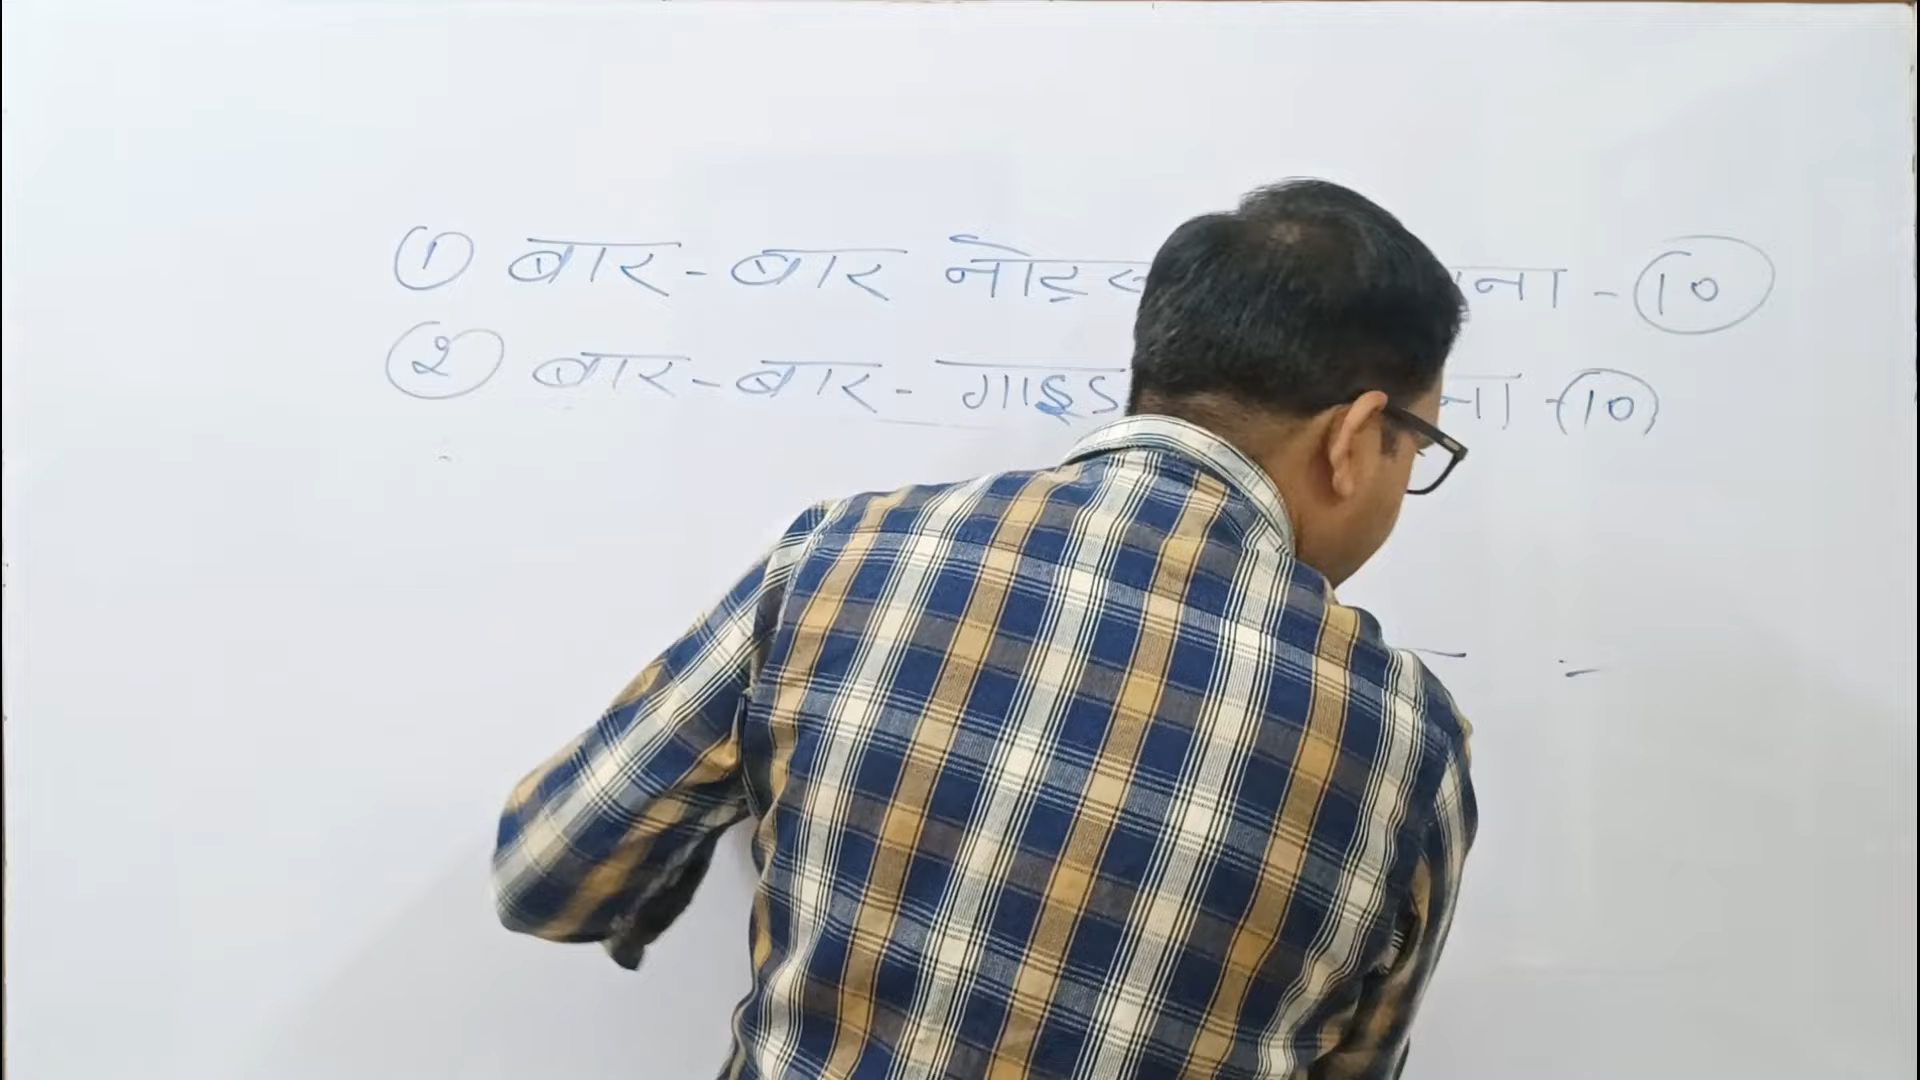 ① बार-बार नोट्स - 10
② बार-बार- गाइड - 10